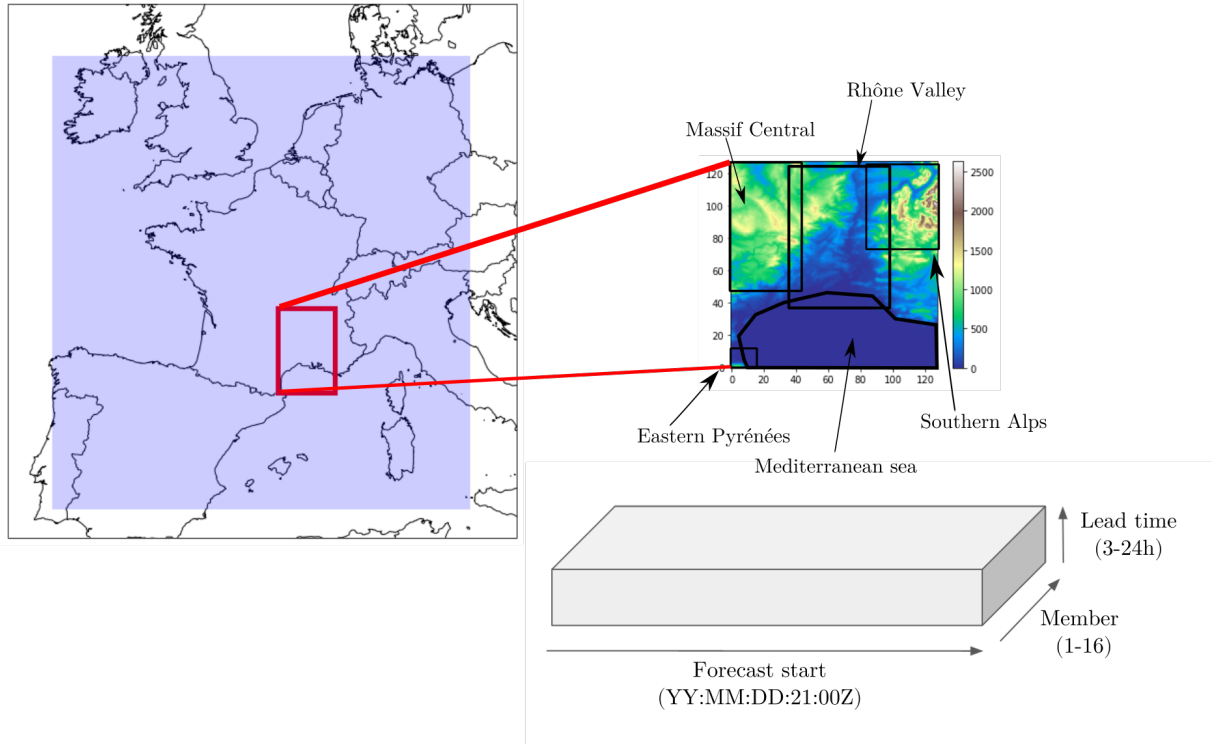 Rhône Valley
Massif Central
120
100
80
60
40
20
0
0 20 40 60 80 100 120
2500
2000
1500
1000
500
0
Southern Alps
Eastern Pyrénées
Mediterranean sea
Lead time
(3-24h)
Member
(1-16)
Forecast start
(YY:MM:DD:21:00Z)